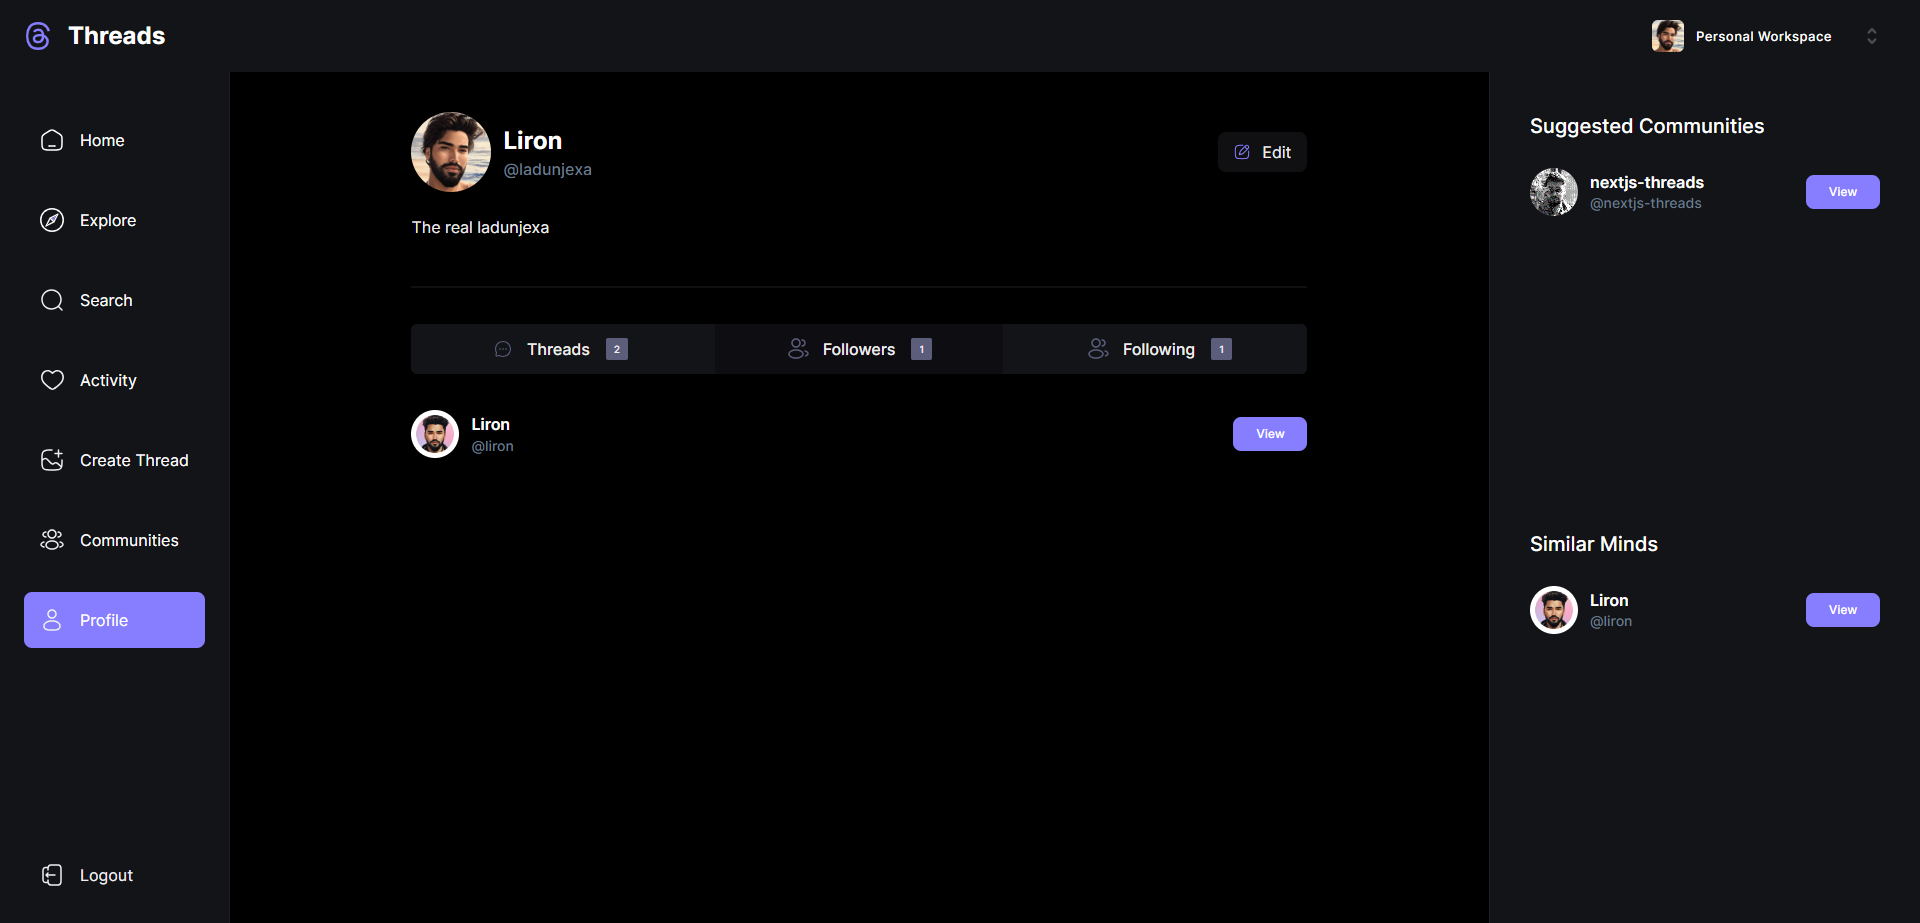 Threads
Personal Workspace
Home
Explore
Search
Activity
Create Thread
Communities
Profile
Logout
Liron
@ladunjexa
Edit
The real ladunjexa
Threads 2
Followers 1
Following 1
Liron
@liron
View
Suggested Communities
nextjs-threads
@nextjs-threads
View
Similar Minds
Liron
@liron
View